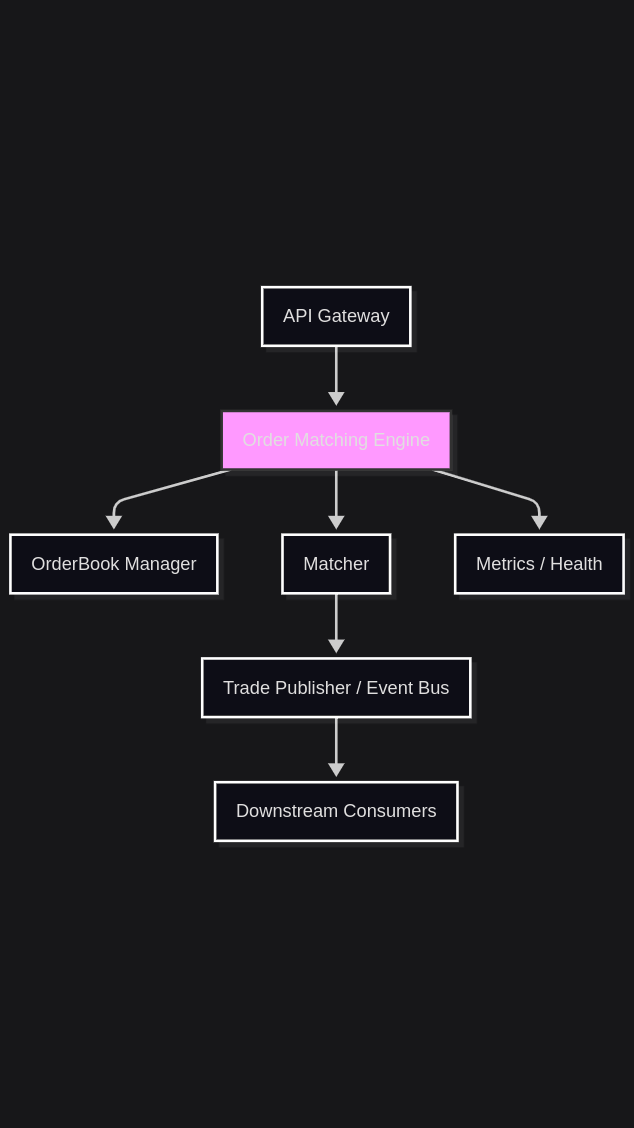 API Gateway
Order Matching Engine
OrderBook Manager
Matcher
Metrics / Health
Trade Publisher / Event Bus
Downstream Consumers